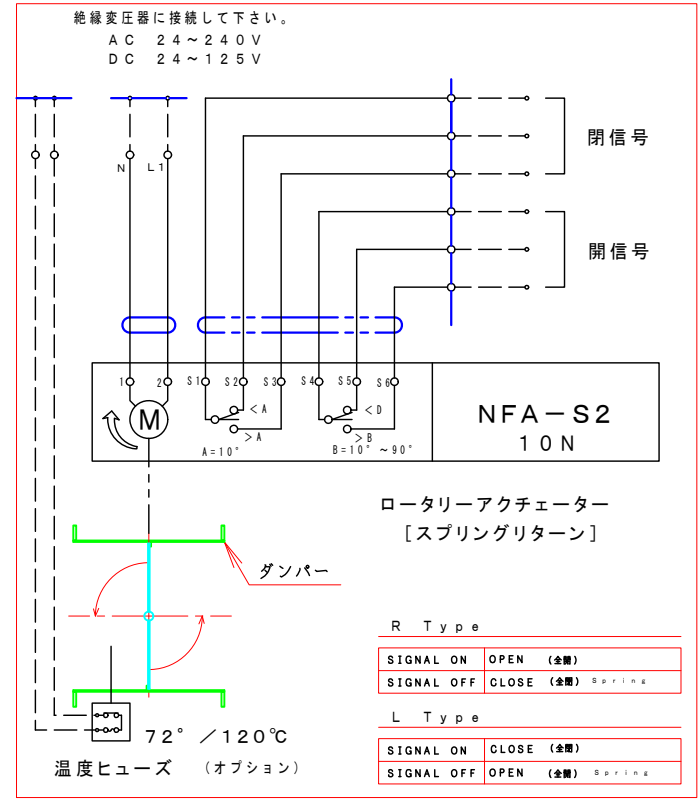 絶縁変圧器に接続して下さい。
AC 24~240V
DC 24~125V
N L1
閉信号
開信号
1 2 S1 S2 S3 S4 S5 S6
M
<A
>A
A=10°
<D
>B
B=10°~90°
NFA-S2
10N
ロータリーアクチェーター
[スプリングリターン]
ダンパー
R Type
SIGNAL ON OPEN (全開)
SIGNAL OFF CLOSE (全閉) Spring
L Type
SIGNAL ON CLOSE (全閉)
SIGNAL OFF OPEN (全開) Spring
72° /120℃
温度ヒューズ (オプション)